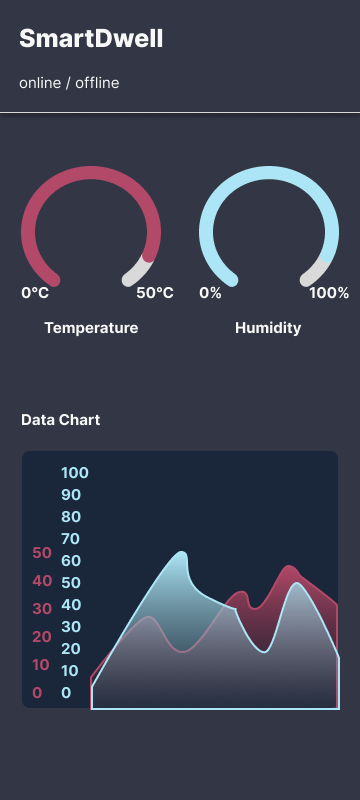 SmartDwell
online / offline
0°C 50°C 0% 100%
Temperature Humidity
Data Chart
100
90
80
70
50 60
40 50
30 40
30
20 20
10 10
0 0